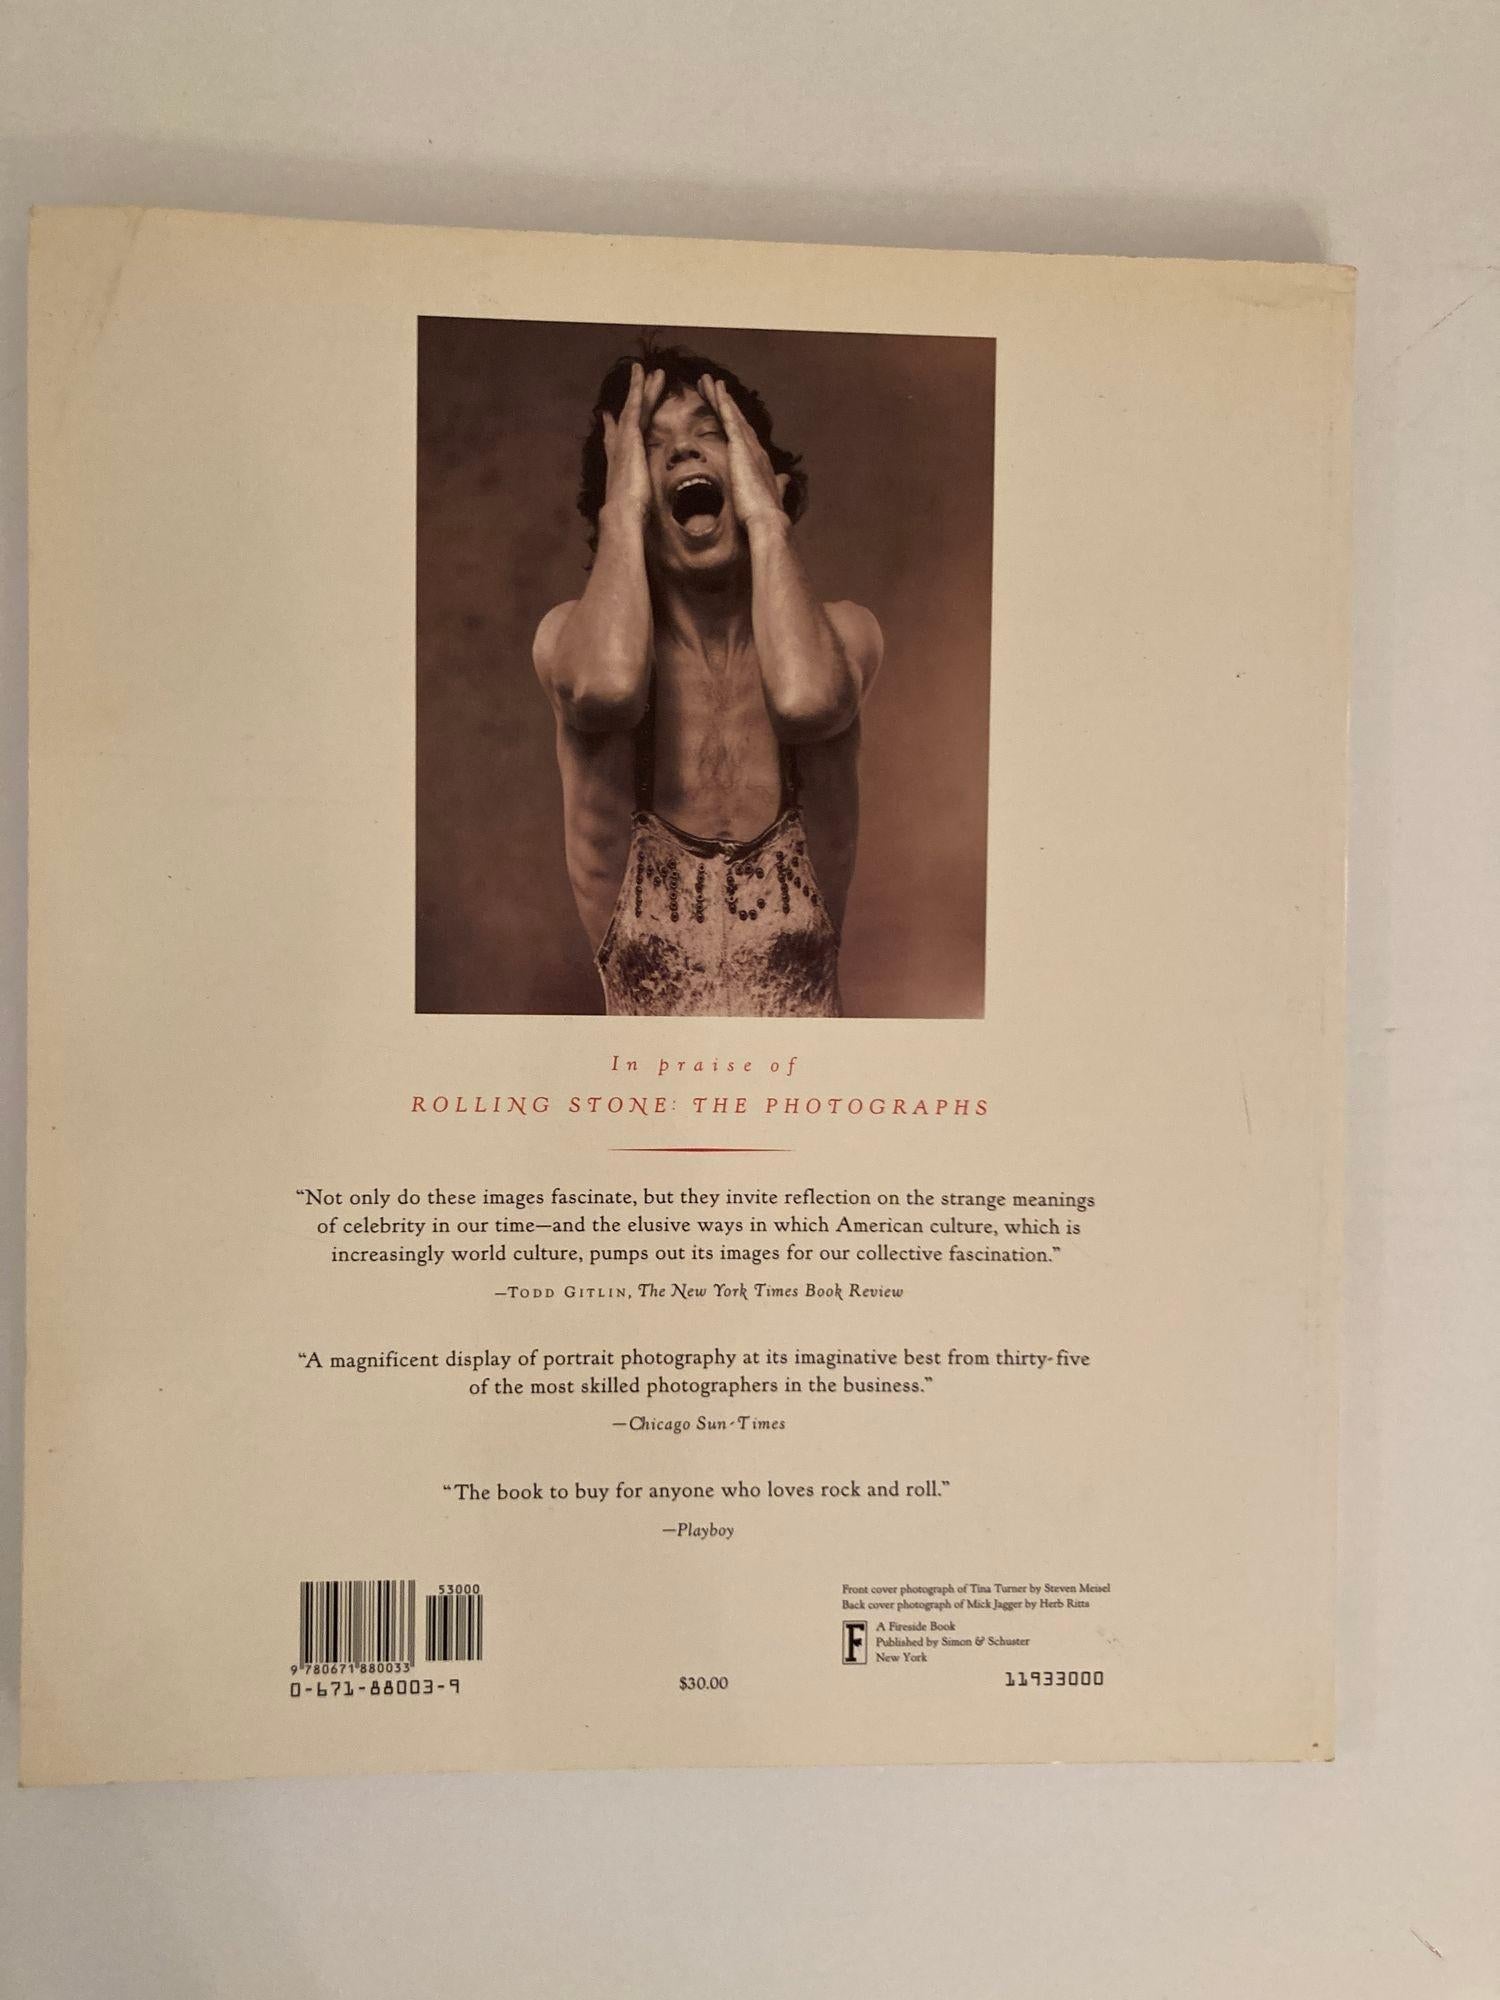 MICK
In praise of
ROLLING STONE: THE PHOTOGRAPHS
“Not only do these images fascinate, but they invite reflection on the strange meanings
of celebrity in our time—and the elusive ways in which American culture, which is
increasingly world culture, pumps out its images for our collective fascination.”
—TODD GITLIN, The New York Times Book Review
“A magnificent display of portrait photography at its imaginative best from thirty-five
of the most skilled photographers in the business.”
—Chicago Sun-Times
“The book to buy for anyone who loves rock and roll.”
—Playboy
53000
9 780671 880033
0-671-88003-9
$30.00
Front cover photograph of Tina Turner by Steven Meisel
Back cover photograph of Mick Jagger by Herb Ritts
F
A Fireside Book
Published by Simon & Schuster
New York
11933000